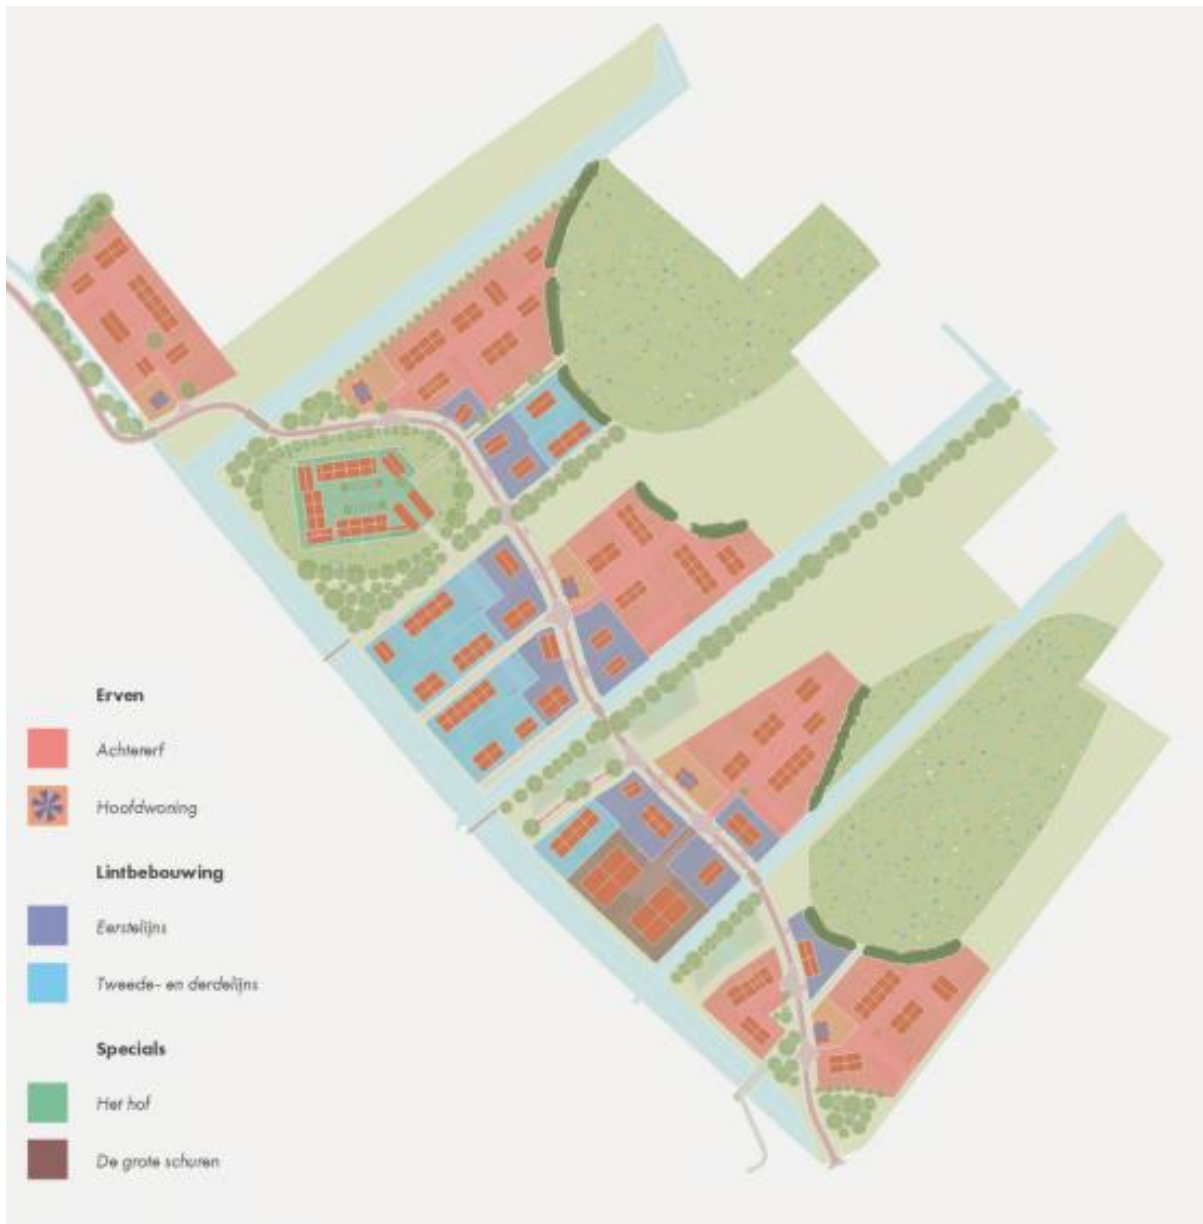 Erven
Achtererf
Hoofdwoning
Lintbebouwing
Eerstelijns
Tweede- en derdelijns
Specials
Het hof
De grote schuren